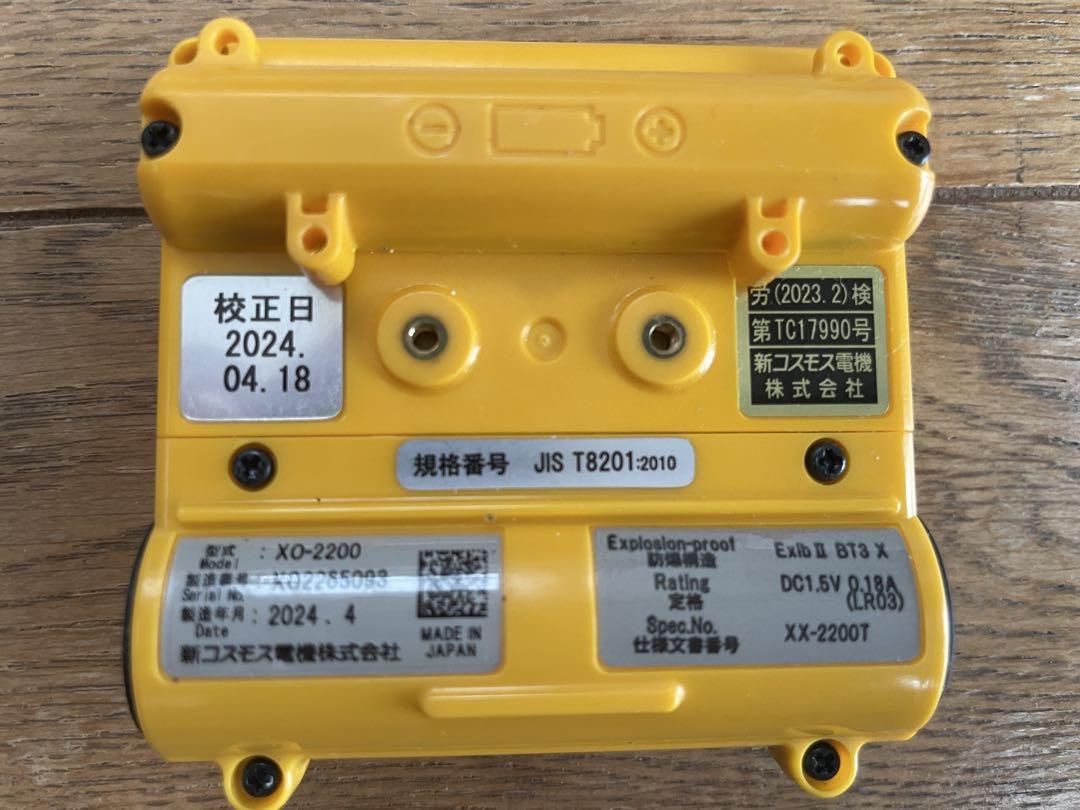 校正日
2024.
04.18
労(2023.2)検
第TC17990号
新コスモス電機
株式会社
規格番号 JIS T8201:2010
型式 : XO-2200
Model
製造番号
Serial No.
製造年月 : 2024.4
Date
新コスモス電機株式会社
MADE IN
JAPAN
Explosion-proof ExibⅡBT3 X
防爆構造
Rating DC1.5V 0.18A
定格 (LR03)
Spec.No. XX-2200T
仕様文書番号